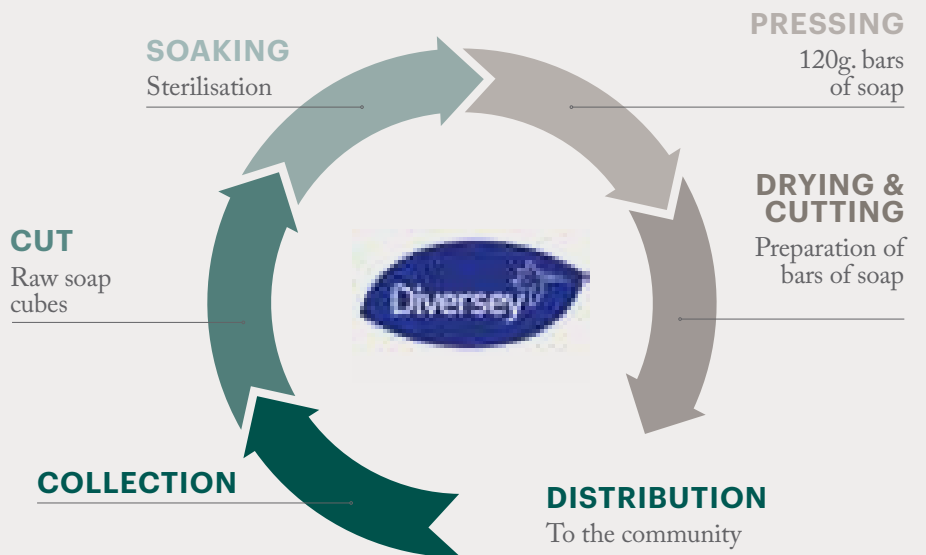 SOAKING
Sterilisation
PRESSING
120g. bars
of soap
DRYING &
CUTTING
Preparation of
bars of soap
CUT
Raw soap
cubes
Diversey
COLLECTION
DISTRIBUTION
To the community